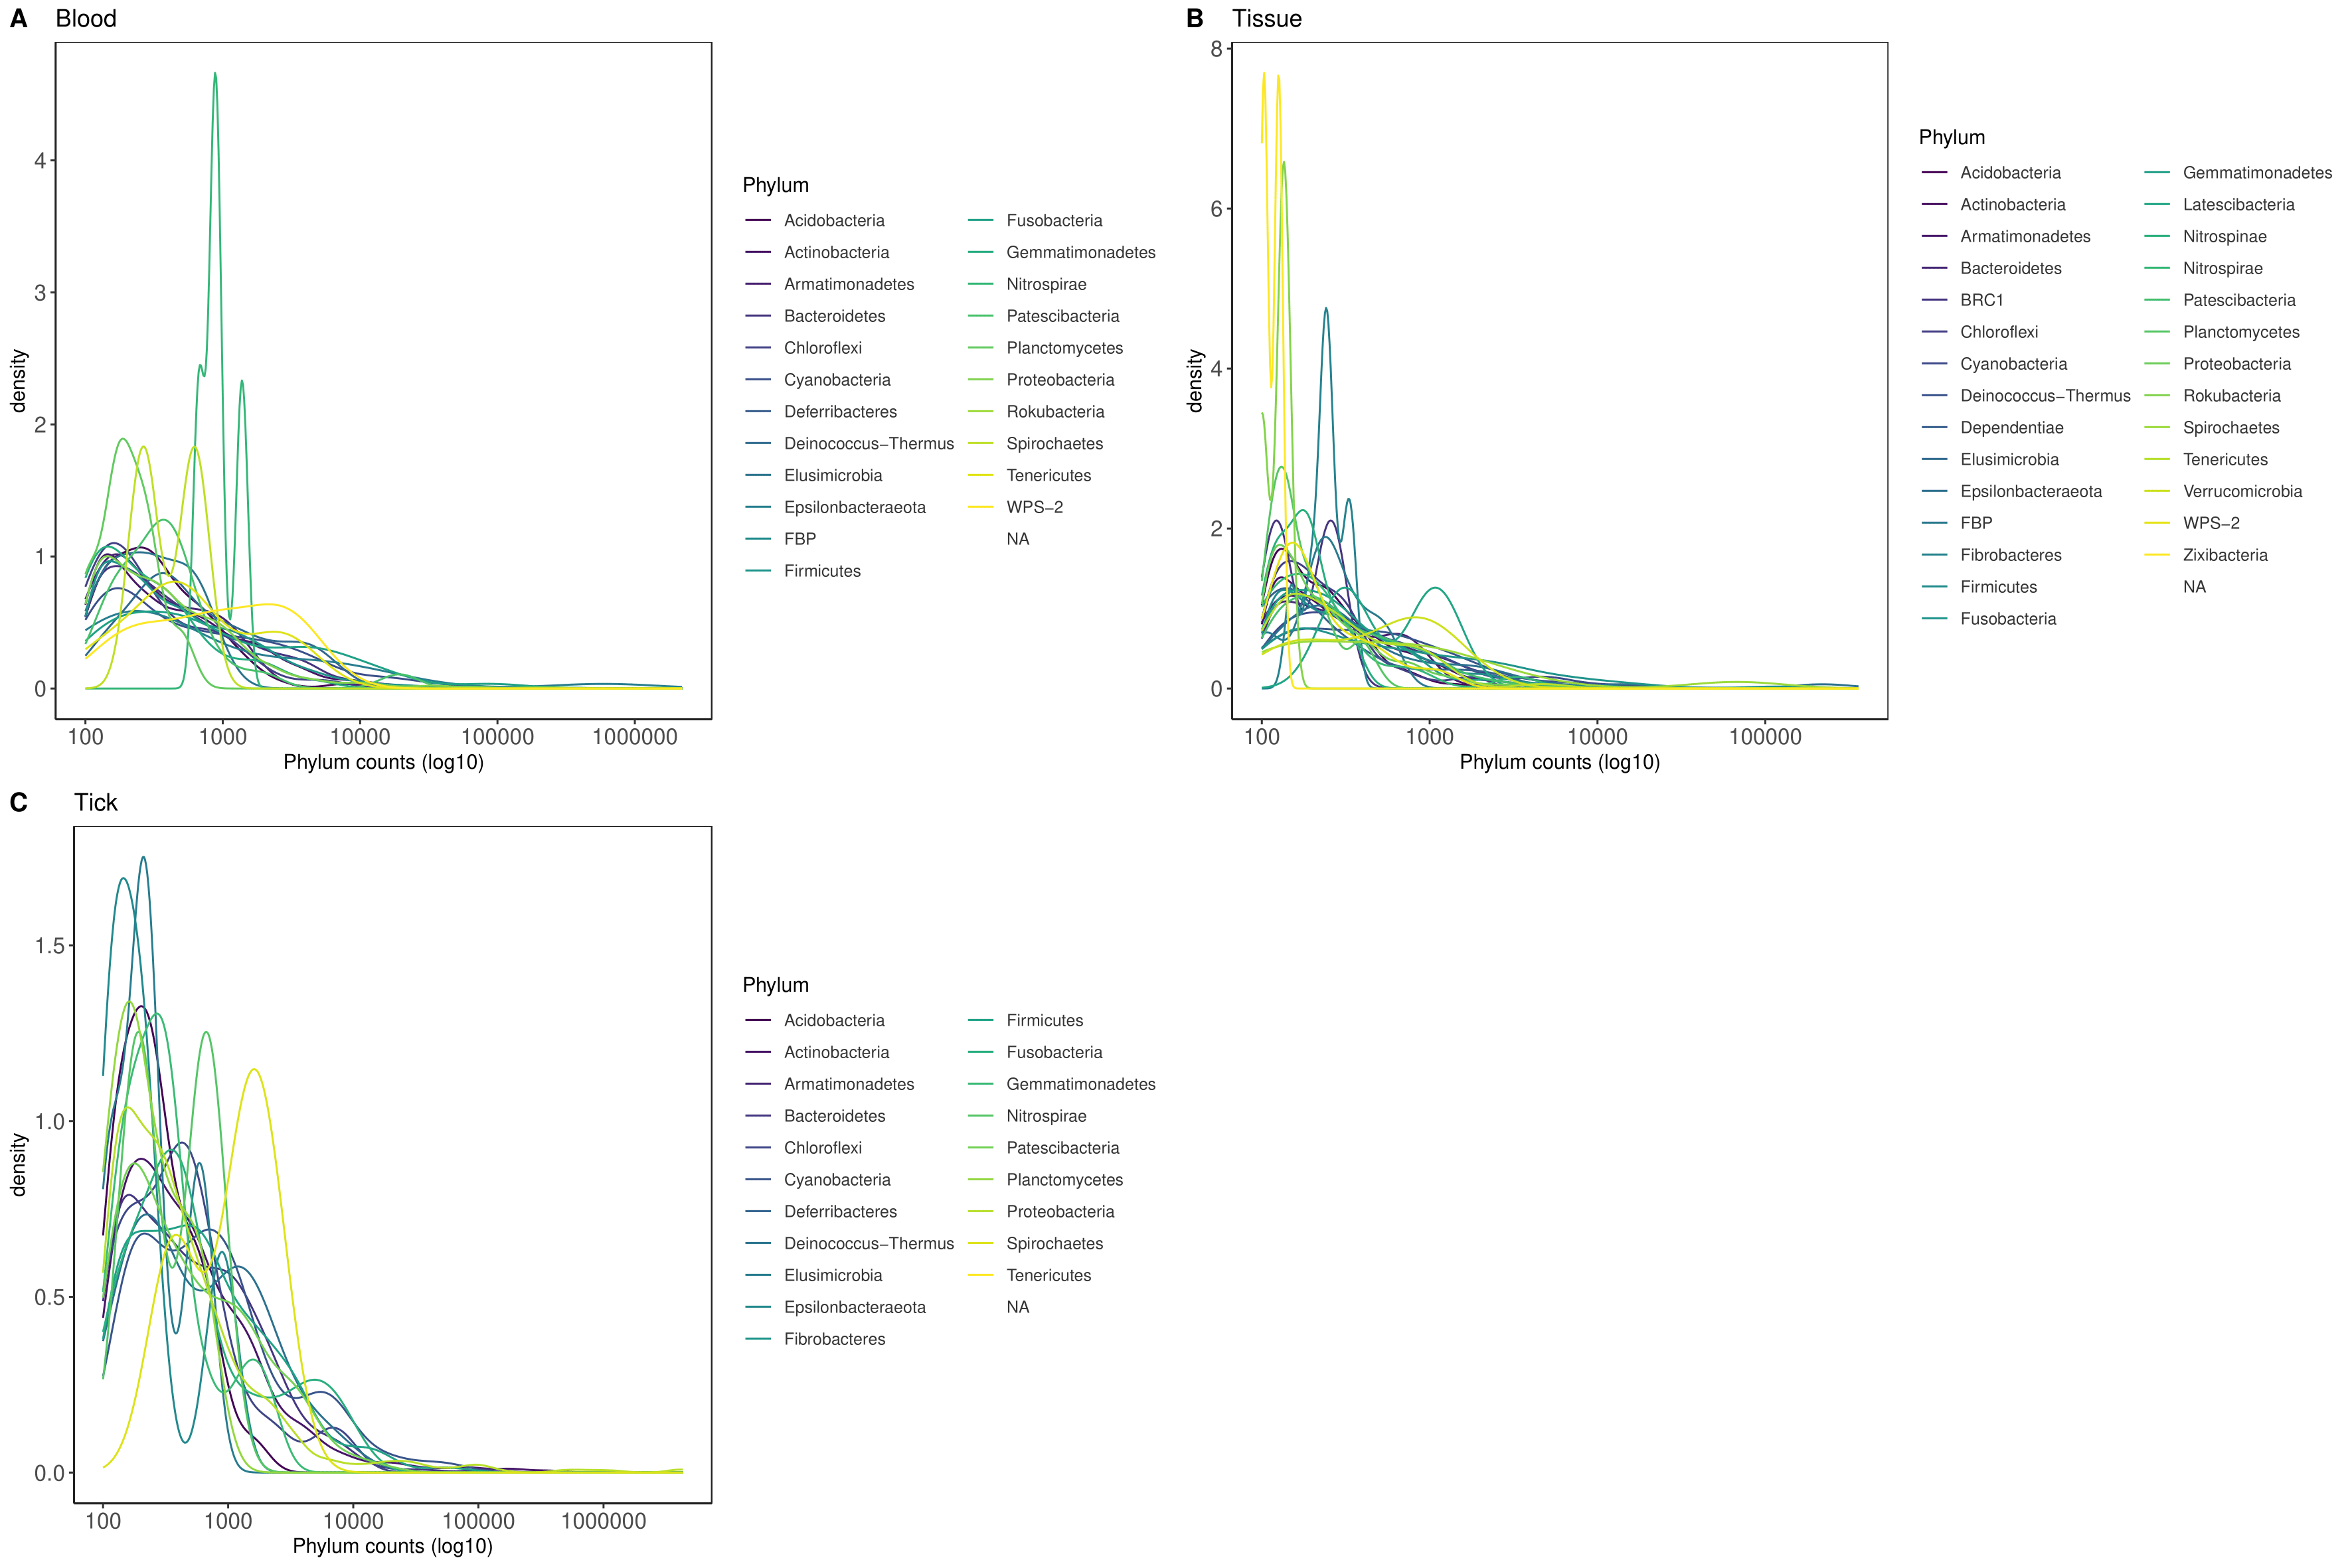 A Blood
density
4
3
2
1
0
100 1000 10000 100000 1000000
Phylum counts (log10)
Phylum
Acidobacteria
Actinobacteria
Armatimonadetes
Bacteroidetes
Chloroflexi
Cyanobacteria
Deferribacteres
Deinococcus−Thermus
Elusimicrobia
Epsilonbacteraeota
FBP
Firmicutes
Fusobacteria
Gemmatimonadetes
Nitrospirae
Patescibacteria
Planctomycetes
Proteobacteria
Rokubacteria
Spirochaetes
Tenericutes
WPS−2
NA
B Tissue
density
8
6
4
2
0
100 1000 10000 100000
Phylum counts (log10)
Phylum
Acidobacteria
Actinobacteria
Armatimonadetes
Bacteroidetes
BRC1
Chloroflexi
Cyanobacteria
Deinococcus−Thermus
Dependentiae
Elusimicrobia
Epsilonbacteraeota
FBP
Fibrobacteres
Firmicutes
Fusobacteria
Gemmatimonadetes
Latescibacteria
Nitrospinae
Nitrospirae
Patescibacteria
Planctomycetes
Proteobacteria
Rokubacteria
Spirochaetes
Tenericutes
Verrucomicrobia
WPS−2
Zixibacteria
NA
C Tick
density
1.5
1.0
0.5
0.0
100 1000 10000 100000 1000000
Phylum counts (log10)
Phylum
Acidobacteria
Actinobacteria
Armatimonadetes
Bacteroidetes
Chloroflexi
Cyanobacteria
Deferribacteres
Deinococcus−Thermus
Elusimicrobia
Epsilonbacteraeota
Fibrobacteres
Firmicutes
Fusobacteria
Gemmatimonadetes
Nitrospirae
Patescibacteria
Planctomycetes
Proteobacteria
Spirochaetes
Tenericutes
NA